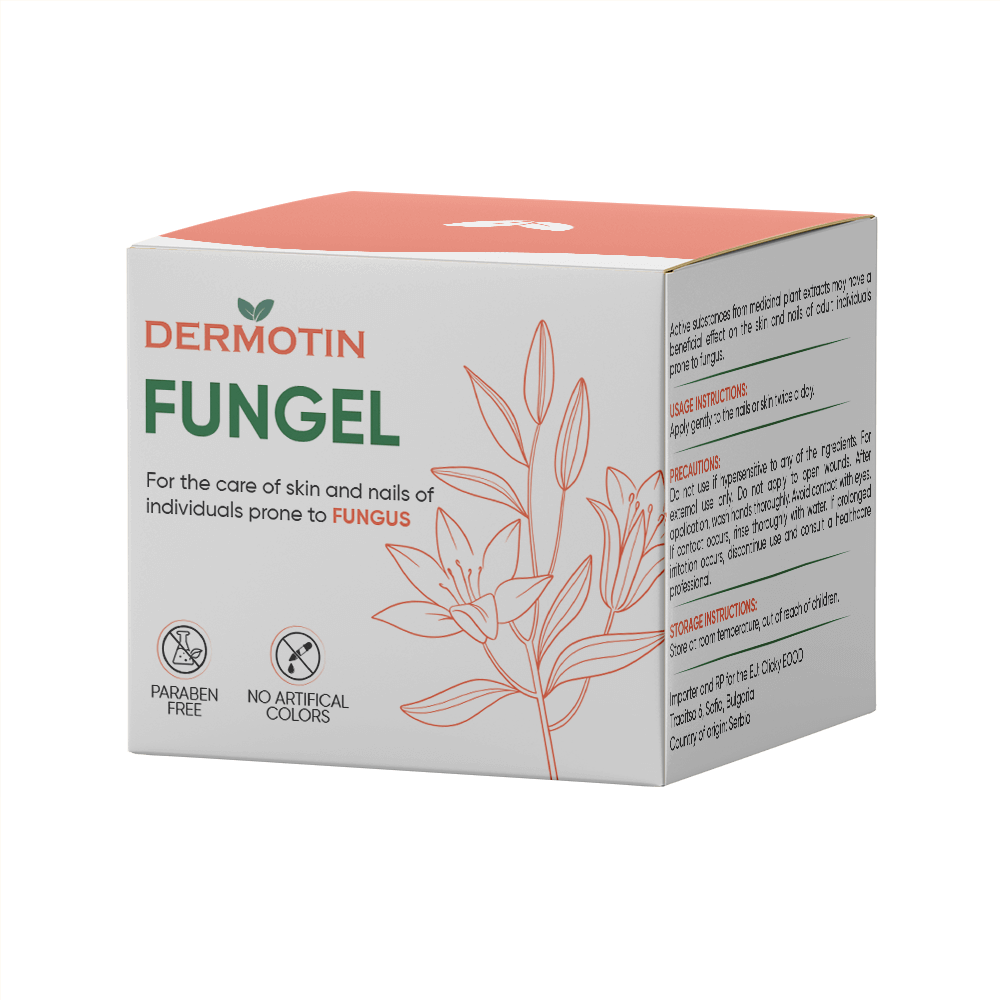 DERMOTIN
FUNGEL
For the care of skin and nails of
individuals prone to FUNGUS
PARABEN
FREE
NO ARTIFICAL
COLORS
Active substances from medicinal plant extracts may have a
beneficial effect on the skin and nails of adult individuals
prone to fungus.
USAGE INSTRUCTIONS:
Apply gently to the nails or skin twice a day.
PRECAUTIONS:
Do not use if hypersensitive to any of the ingredients. For
external use only. Do not apply to open wounds. After
application, wash hands thoroughly. Avoid contact with eyes.
If contact occurs, rinse thoroughly with water. If prolonged
irritation occurs, discontinue use and consult a healthcare
professional.
STORAGE INSTRUCTIONS:
Store at room temperature, out of reach of children.
Importer and RP for the EU: Clicky EOOD
6, Sofia, Bulgaria
Country of origin: Serbia